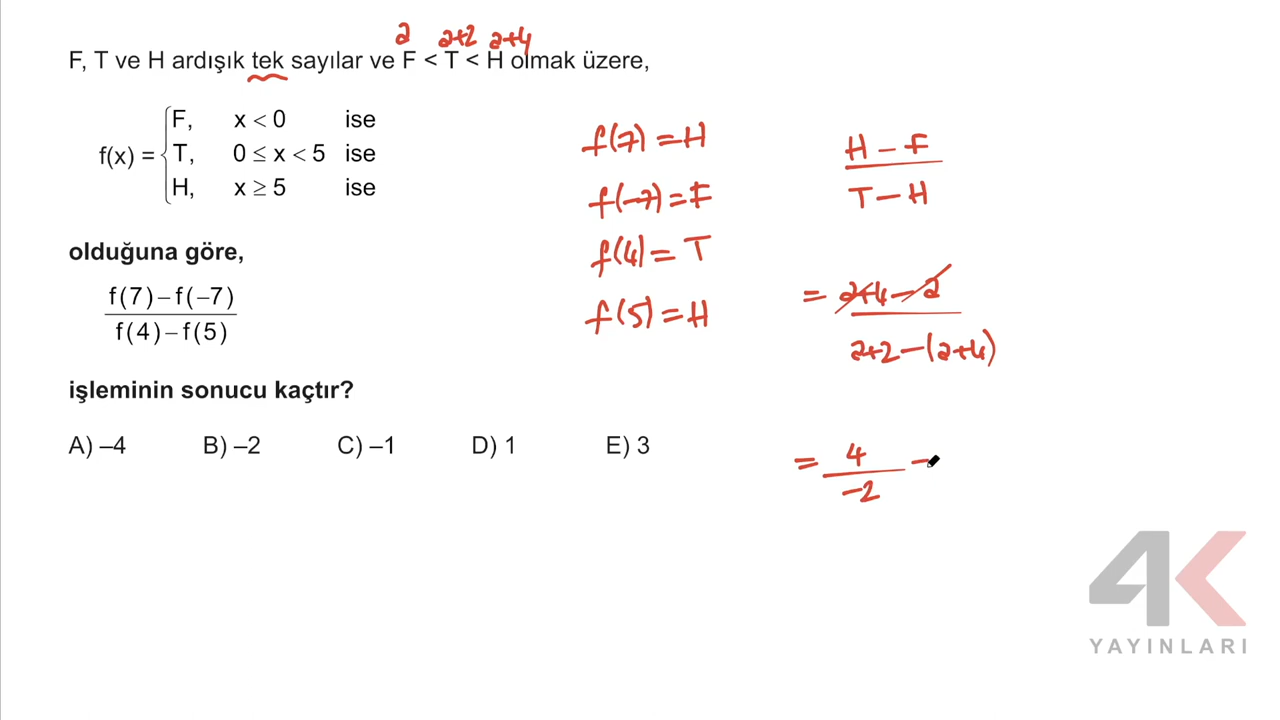 a a+2 a+4
F, T ve H ardışık tek sayılar ve F < T < H olmak üzere,
f(x) = { F, x < 0 ise
T, 0 ≤ x < 5 ise
H, x ≥ 5 ise
olduğuna göre,
f(7) – f(–7)
f(4) – f(5)
işleminin sonucu kaçtır?
A) –4 B) –2 C) –1 D) 1 E) 3
f(7) = H
f(-7) = F
f(4) = T
f(5) = H
H - F
T - H
= a+4 - a
a+2 - (a+4)
= 4
-2
4K
YAYINLARI